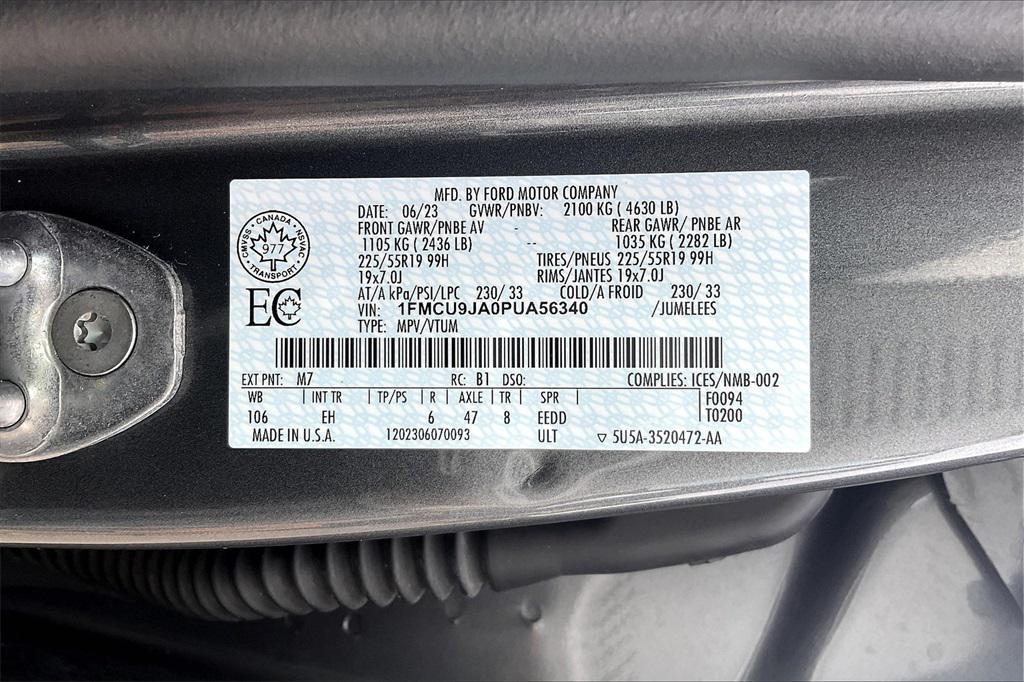 MFD. BY FORD MOTOR COMPANY
DATE: 06/23 GVWR/PNBV: 2100 KG ( 4630 LB)
FRONT GAWR/PNBE AV - REAR GAWR/ PNBE AR
1105 KG ( 2436 LB) -- 1035 KG ( 2282 LB)
225/55R19 99H TIRES/PNEUS 225/55R19 99H
19x7.0J RIMS/JANTES 19x7.0J
AT/A kPa/PSI/LPC 230/ 33 COLD/A FROID 230/ 33
VIN: 1FMCU9JA0PUA56340 /JUMELEES
TYPE: MPV/VTUM
CMVSS · CANADA · NSVAC
977
· TRANSPORT ·
EC
EXT PNT: M7 RC: B1 DSO: COMPLIES: ICES/NMB-002
WB | INT TR | TP/PS | R | AXLE | TR | SPR | F0094
106 EH 6 47 8 EEDD T0200
MADE IN U.S.A. 1202306070093 ULT ▽ 5U5A-3520472-AA